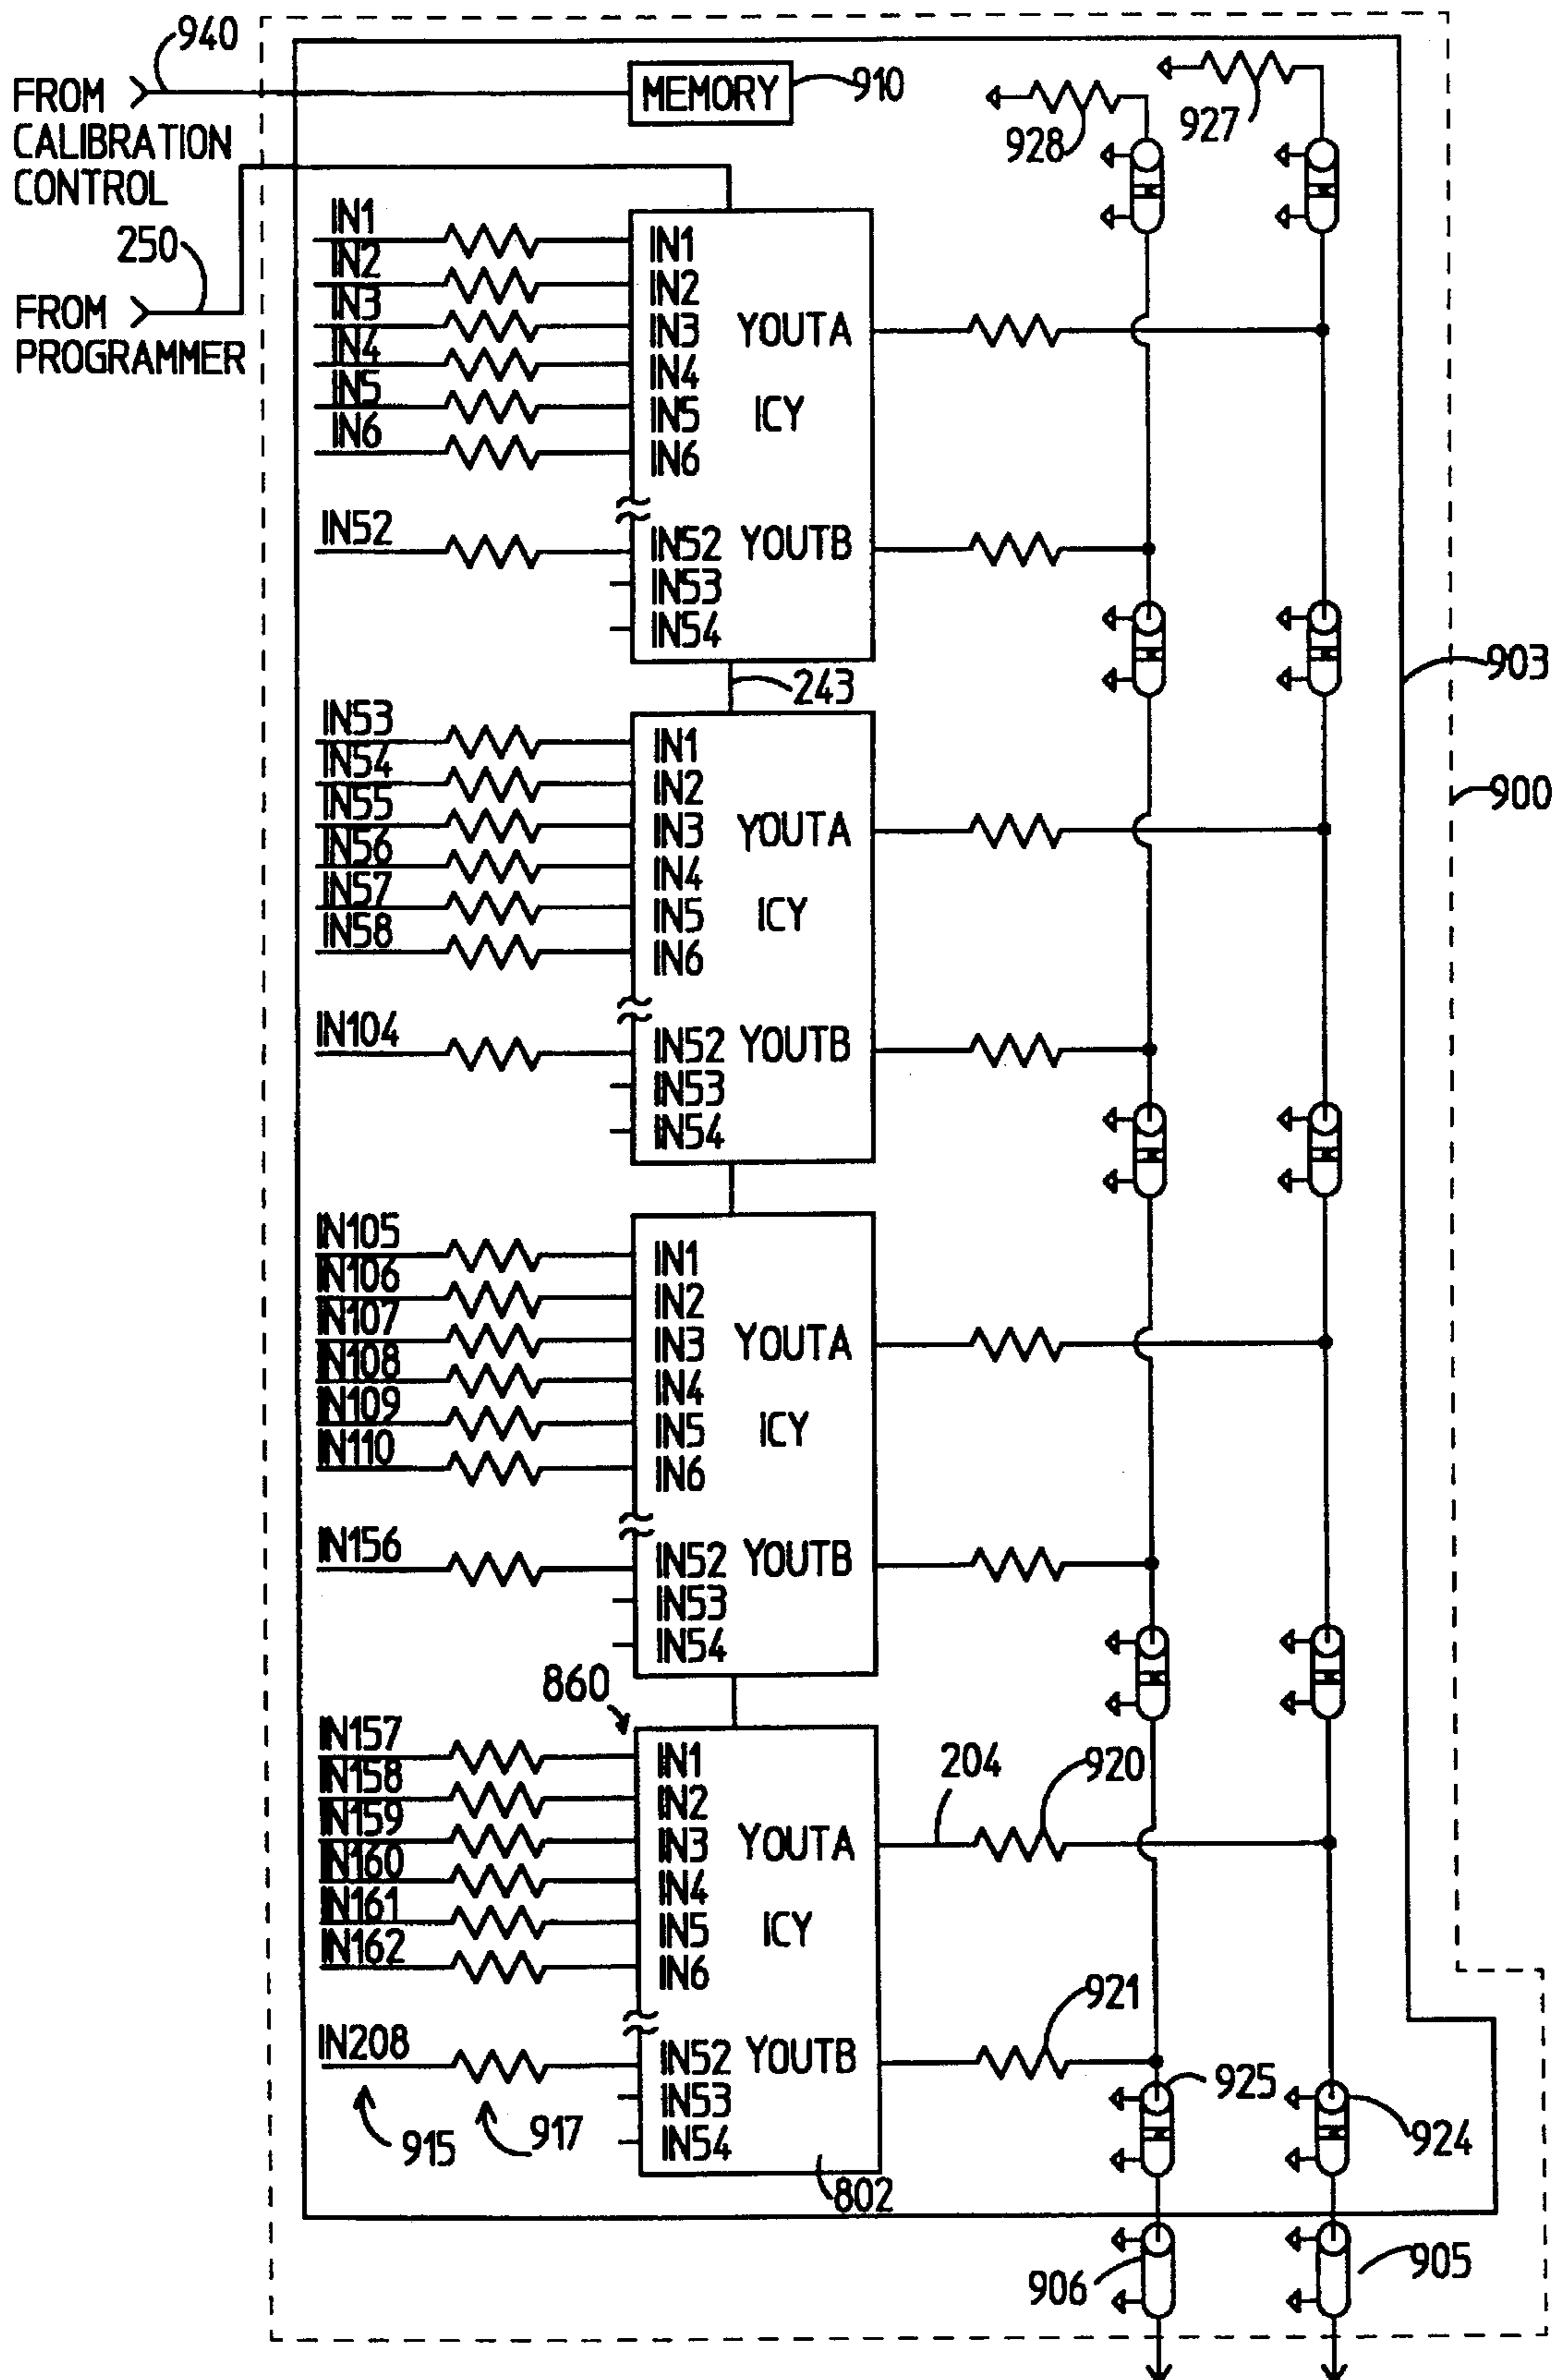 940
FROM
CALIBRATION
CONTROL
MEMORY
910
928
927
250
FROM
PROGRAMMER
IN1
IN2
IN3
IN4
IN5
IN6
IN52
IN1
IN2
IN3
IN4
IN5
IN6
IN52
IN53
IN54
YOUTA
ICY
YOUTB
243
903
900
IN53
IN54
IN55
IN56
IN57
IN58
IN104
IN1
IN2
IN3
IN4
IN5
IN6
IN52
IN53
IN54
YOUTA
ICY
YOUTB
IN105
IN106
IN107
IN108
IN109
IN110
IN156
IN1
IN2
IN3
IN4
IN5
IN6
IN52
IN53
IN54
YOUTA
ICY
YOUTB
860
IN157
IN158
IN159
IN160
IN161
IN162
IN208
IN1
IN2
IN3
IN4
IN5
IN6
IN52
IN53
IN54
YOUTA
ICY
YOUTB
204
920
921
925
924
915
917
802
906
905